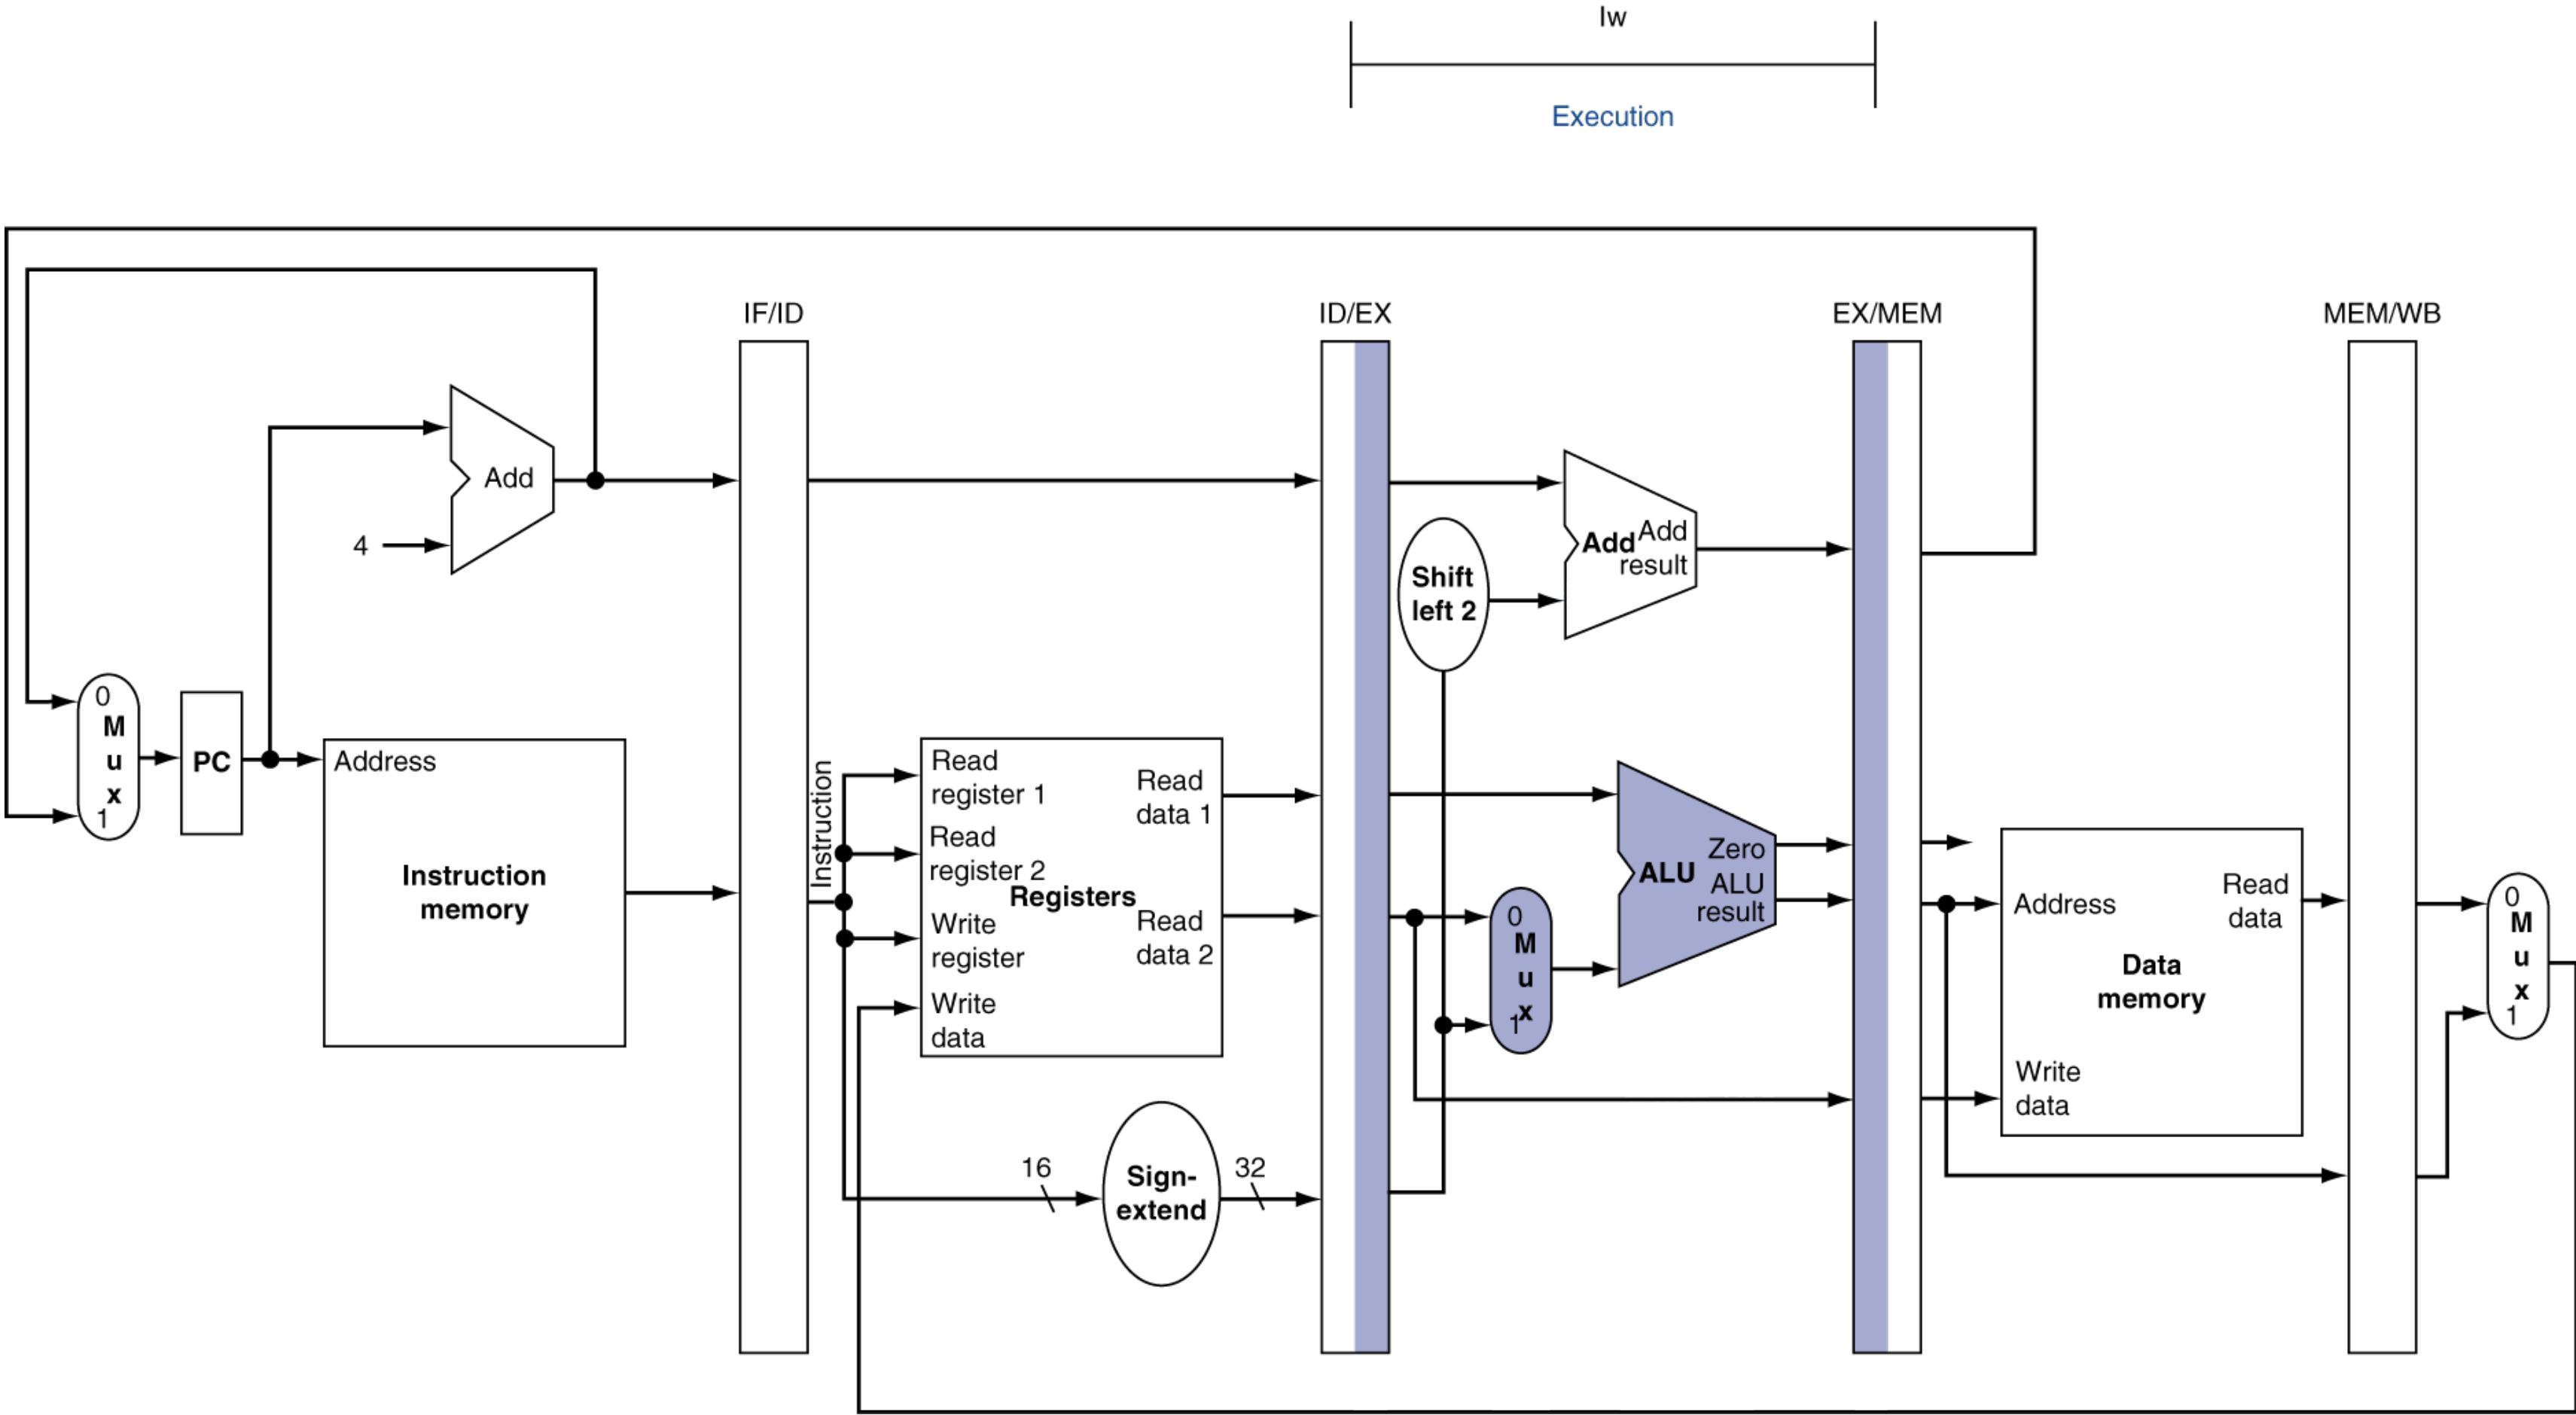 lw
Execution
IF/ID
ID/EX
EX/MEM
MEM/WB
Add
4
Add
Add
result
Shift
left 2
0
M
u
x
1
PC
Address
Instruction
memory
Instruction
Read
register 1
Read
register 2
Write
register
Write
data
Registers
Read
data 1
Read
data 2
16
Sign-
extend
32
0
M
u
x
1
ALU
Zero
ALU
result
Address
Read
data
Data
memory
Write
data
0
M
u
x
1